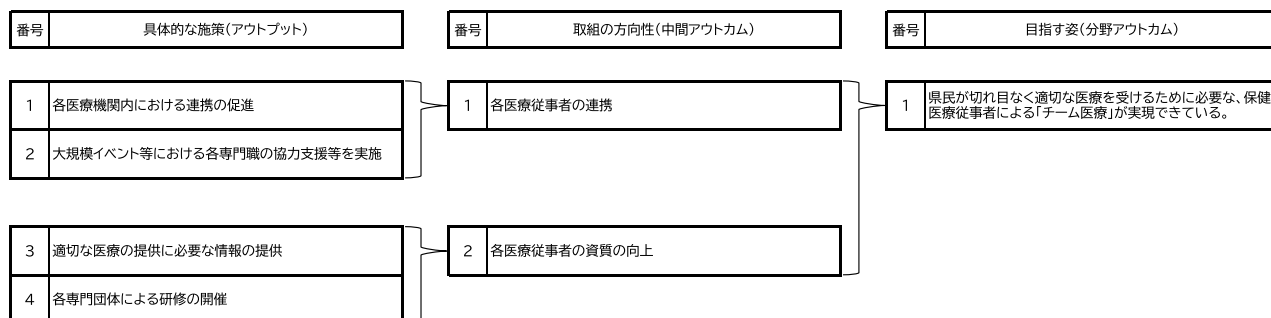 番号 具体的な施策(アウトプット) 番号 取組の方向性(中間アウトカム) 番号 目指す姿(分野アウトカム)
1 各医療機関内における連携の促進
2 大規模イベント等における各専門職の協力支援等を実施
1 各医療従事者の連携
1 県民が切れ目なく適切な医療を受けるために必要な、保健
医療従事者による「チーム医療」が実現できている。
3 適切な医療の提供に必要な情報の提供
4 各専門団体による研修の開催
2 各医療従事者の資質の向上